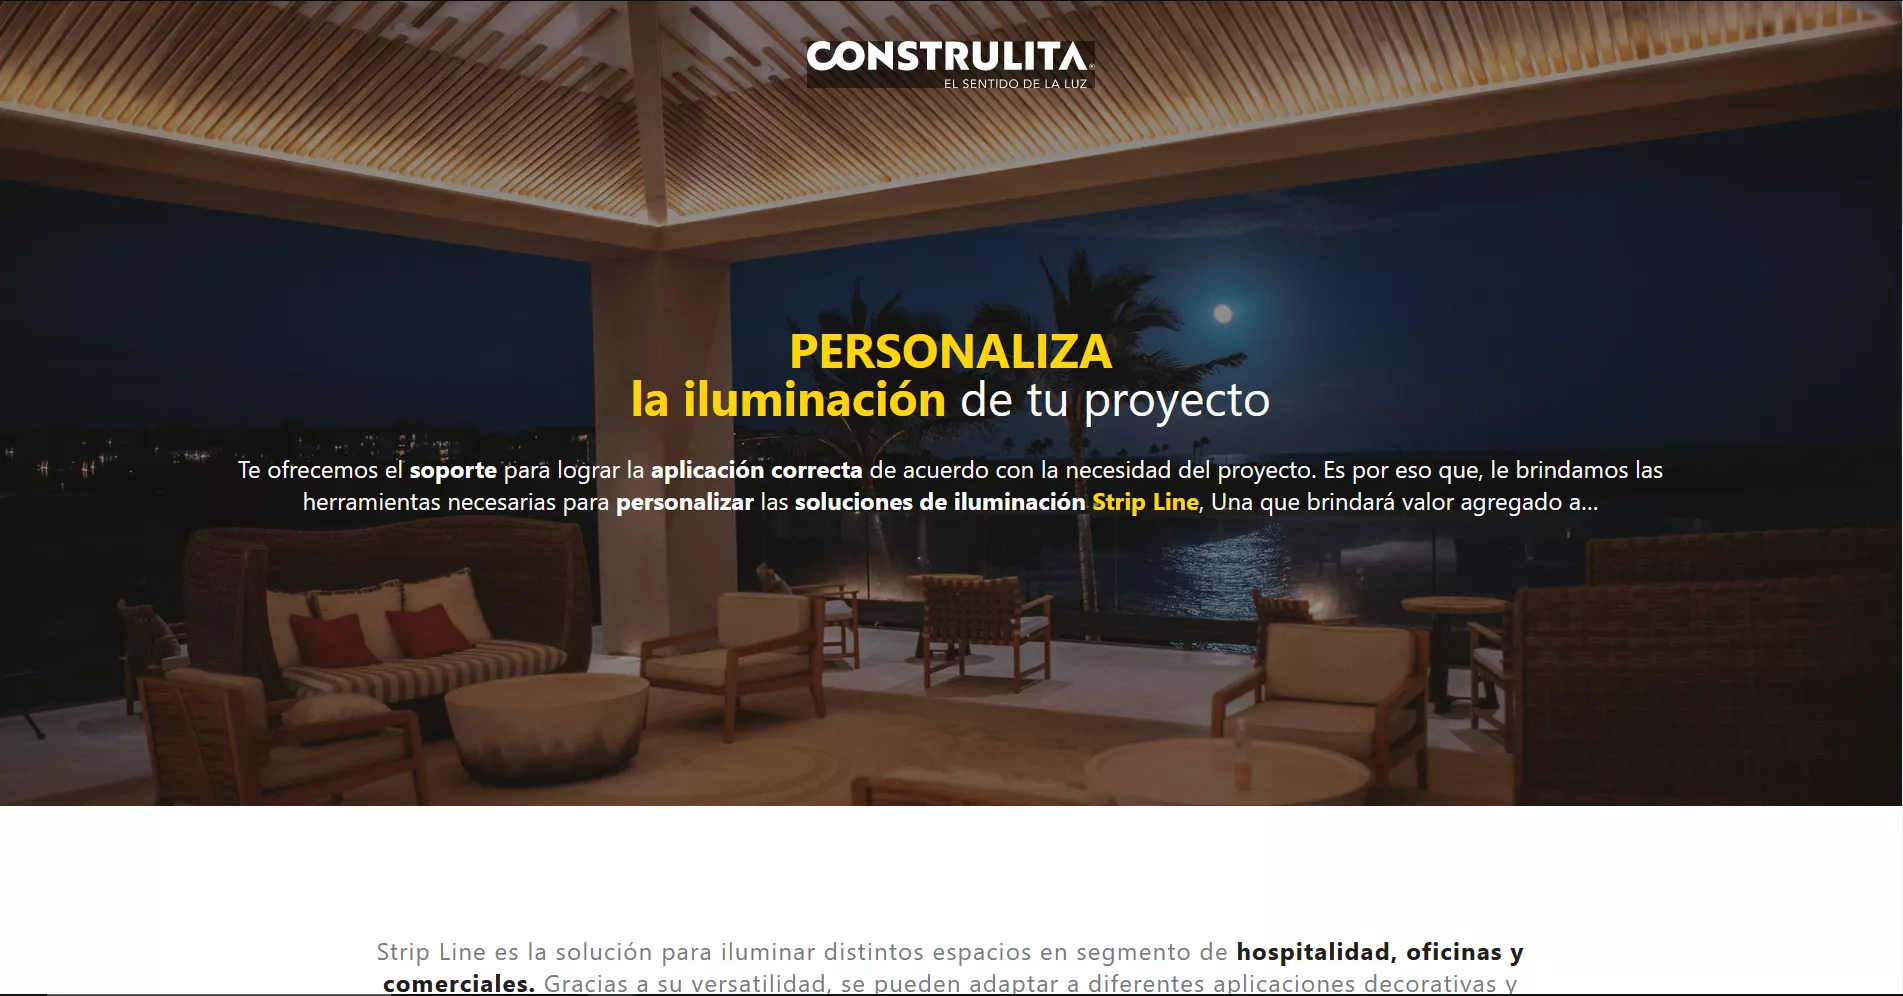 CONSTRULITA®
EL SENTIDO DE LA LUZ
PERSONALIZA
la iluminación de tu proyecto
Te ofrecemos el soporte para lograr la aplicación correcta de acuerdo con la necesidad del proyecto. Es por eso que, le brindamos las
herramientas necesarias para personalizar las soluciones de iluminación Strip Line, Una que brindará valor agregado a...
Strip Line es la solución para iluminar distintos espacios en segmento de hospitalidad, oficinas y
comerciales. Gracias a su versatilidad, se pueden adaptar a diferentes aplicaciones decorativas y